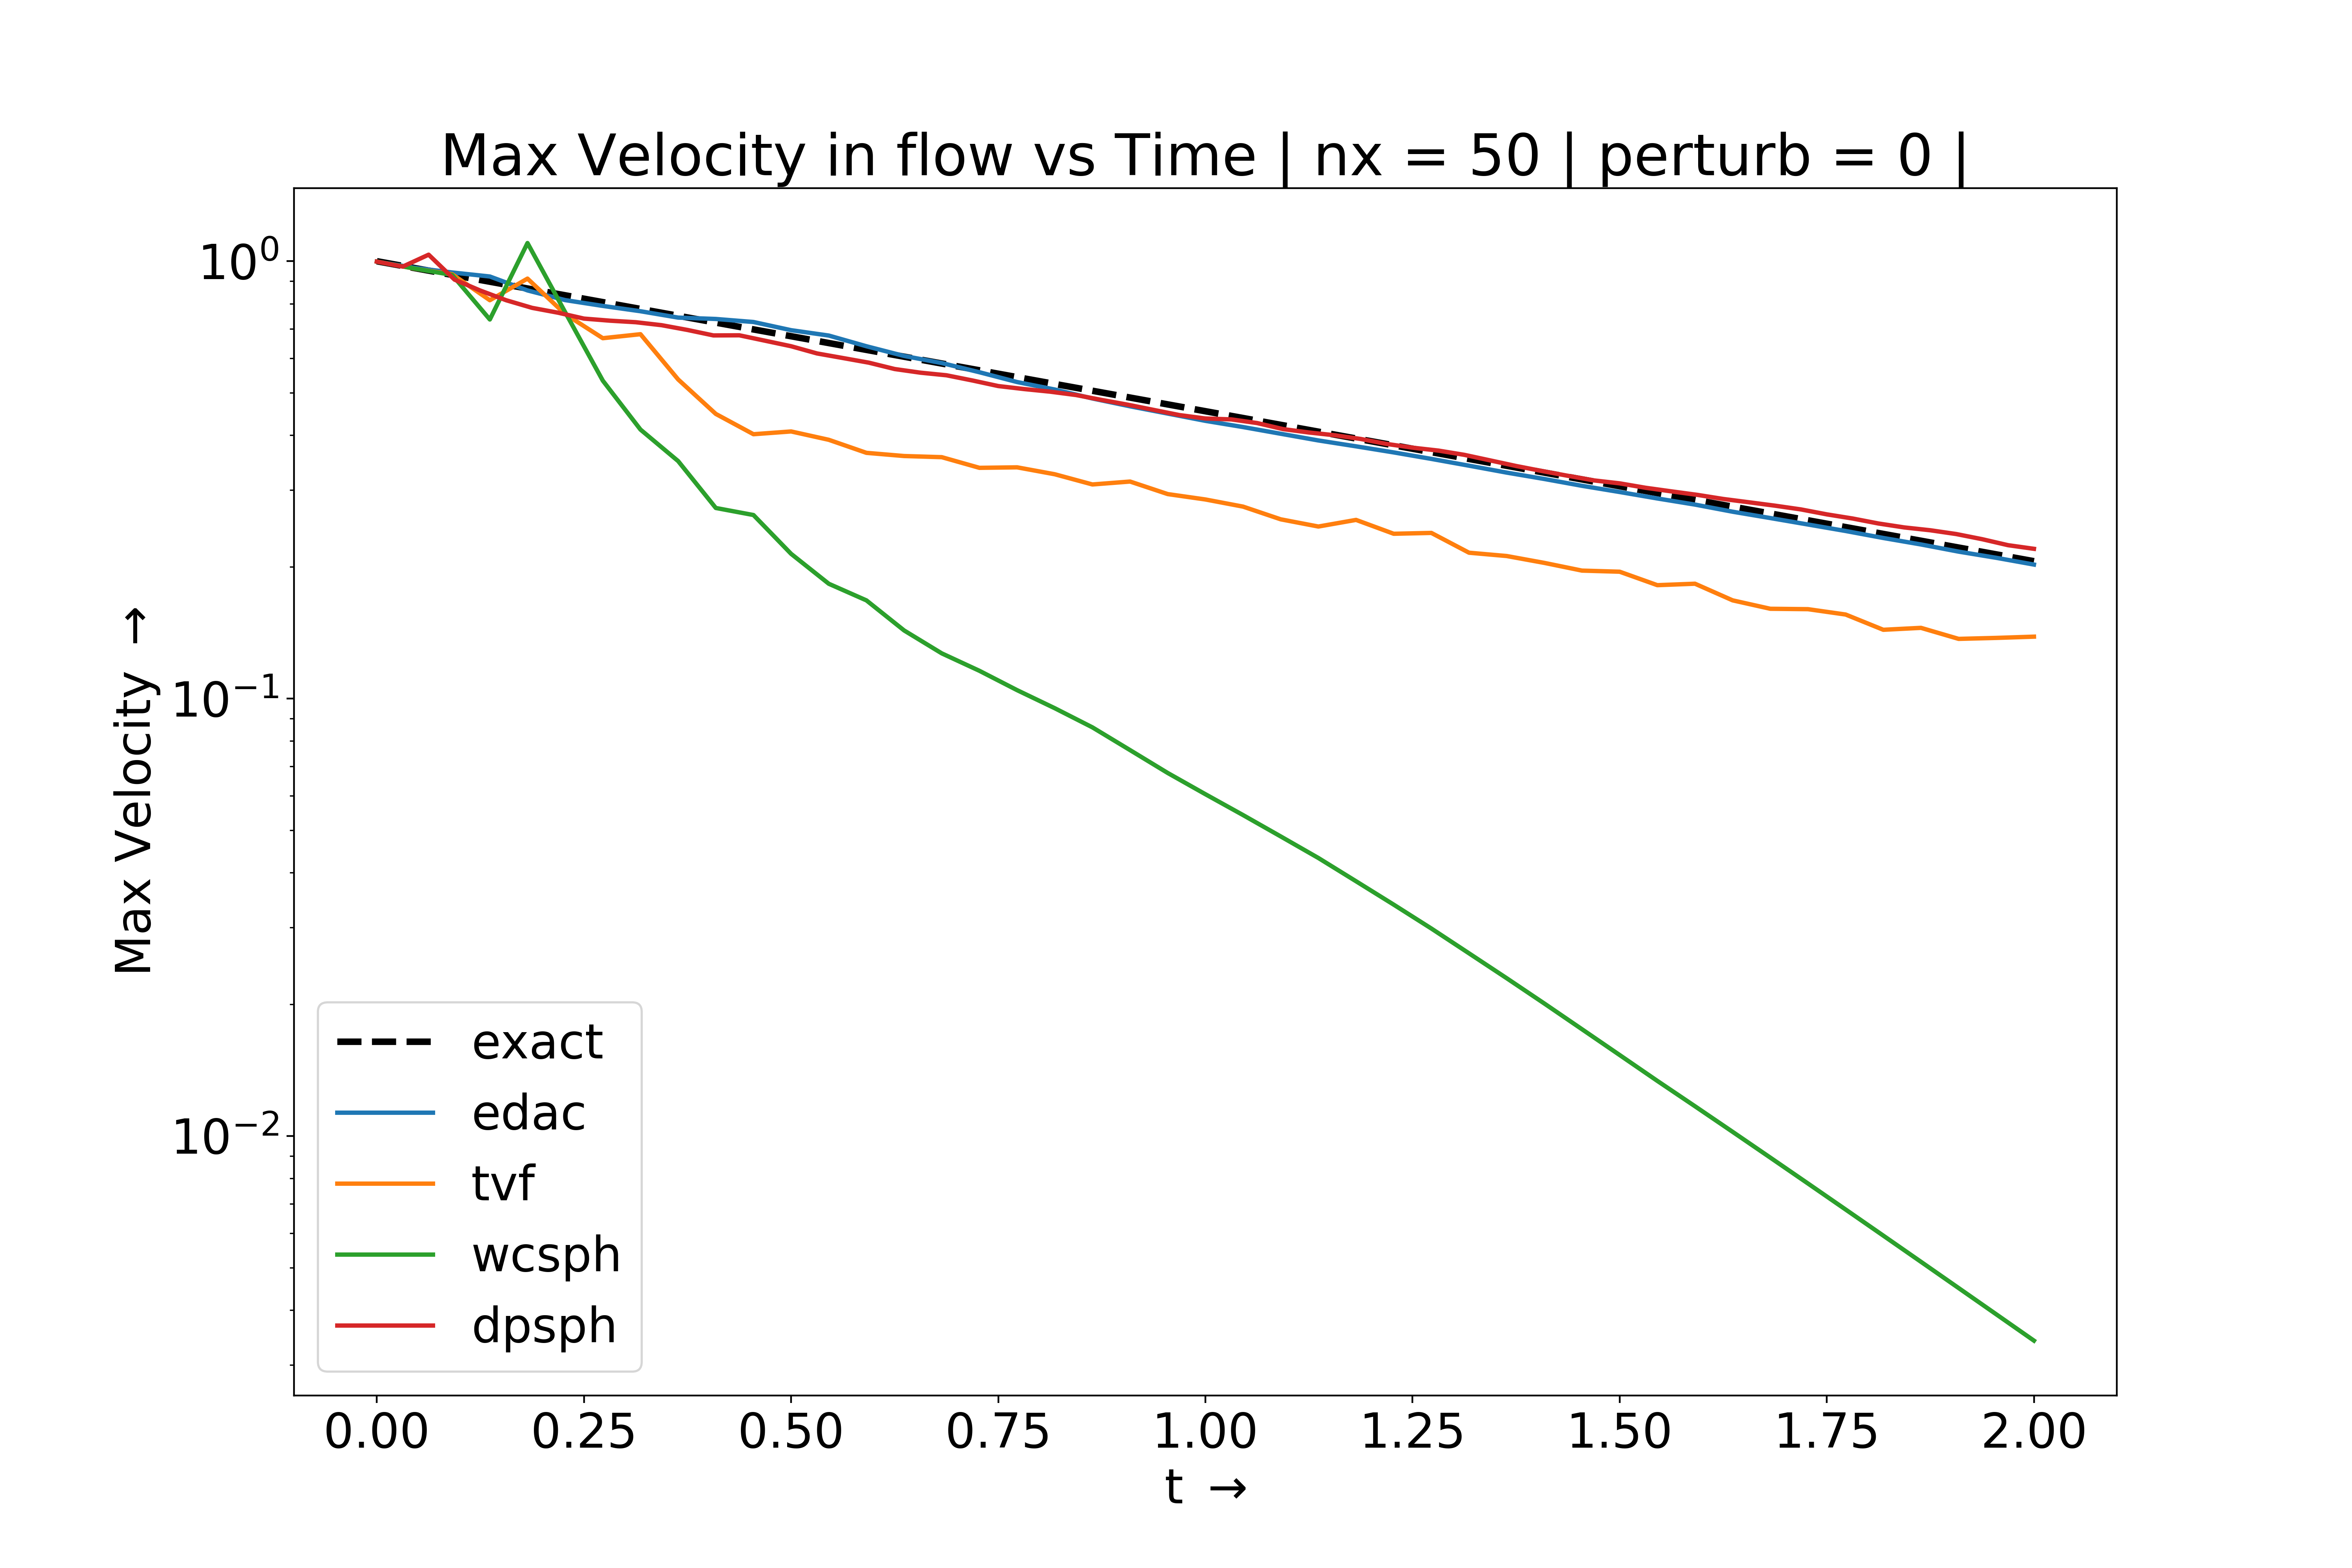 Max Velocity in flow vs Time | nx = 50 | perturb = 0 |
Max Velocity →
10⁰
10⁻¹
10⁻²
exact
edac
tvf
wcsph
dpsph
0.00 0.25 0.50 0.75 1.00 1.25 1.50 1.75 2.00
t →